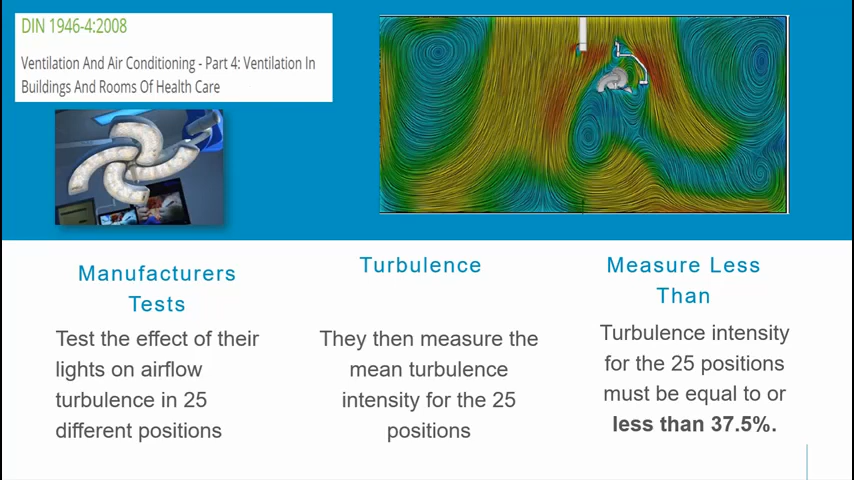 DIN 1946-4:2008
Ventilation And Air Conditioning - Part 4: Ventilation In
Buildings And Rooms Of Health Care
Manufacturers
Tests
Test the effect of their
lights on airflow
turbulence in 25
different positions
Turbulence
They then measure the
mean turbulence
intensity for the 25
positions
Measure Less
Than
Turbulence intensity
for the 25 positions
must be equal to or
less than 37.5%.